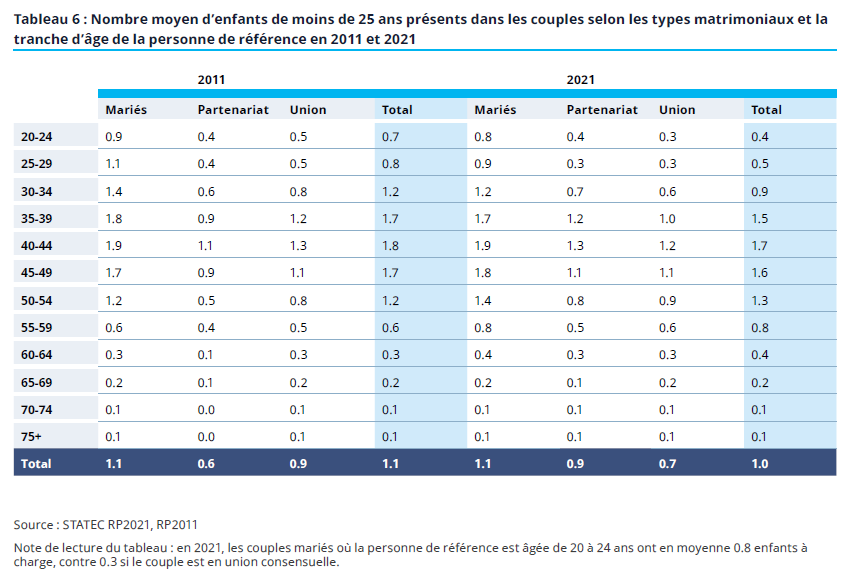 Tableau 6 : Nombre moyen d’enfants de moins de 25 ans présents dans les couples selon les types matrimoniaux et la
tranche d’âge de la personne de référence en 2011 et 2021
2011 2021
Mariés Partenariat Union Total Mariés Partenariat Union Total
20-24 0.9 0.4 0.5 0.7 0.8 0.4 0.3 0.4
25-29 1.1 0.4 0.5 0.8 0.9 0.3 0.3 0.5
30-34 1.4 0.6 0.8 1.2 1.2 0.7 0.6 0.9
35-39 1.8 0.9 1.2 1.7 1.7 1.2 1.0 1.5
40-44 1.9 1.1 1.3 1.8 1.9 1.3 1.2 1.7
45-49 1.7 0.9 1.1 1.7 1.8 1.1 1.1 1.6
50-54 1.2 0.5 0.8 1.2 1.4 0.8 0.9 1.3
55-59 0.6 0.4 0.5 0.6 0.8 0.5 0.6 0.8
60-64 0.3 0.1 0.3 0.3 0.4 0.3 0.3 0.4
65-69 0.2 0.1 0.2 0.2 0.2 0.1 0.2 0.2
70-74 0.1 0.0 0.1 0.1 0.1 0.1 0.1 0.1
75+ 0.1 0.0 0.1 0.1 0.1 0.1 0.1 0.1
Total 1.1 0.6 0.9 1.1 1.1 0.9 0.7 1.0
Source : STATEC RP2021, RP2011
Note de lecture du tableau : en 2021, les couples mariés où la personne de référence est âgée de 20 à 24 ans ont en moyenne 0.8 enfants à
charge, contre 0.3 si le couple est en union consensuelle.